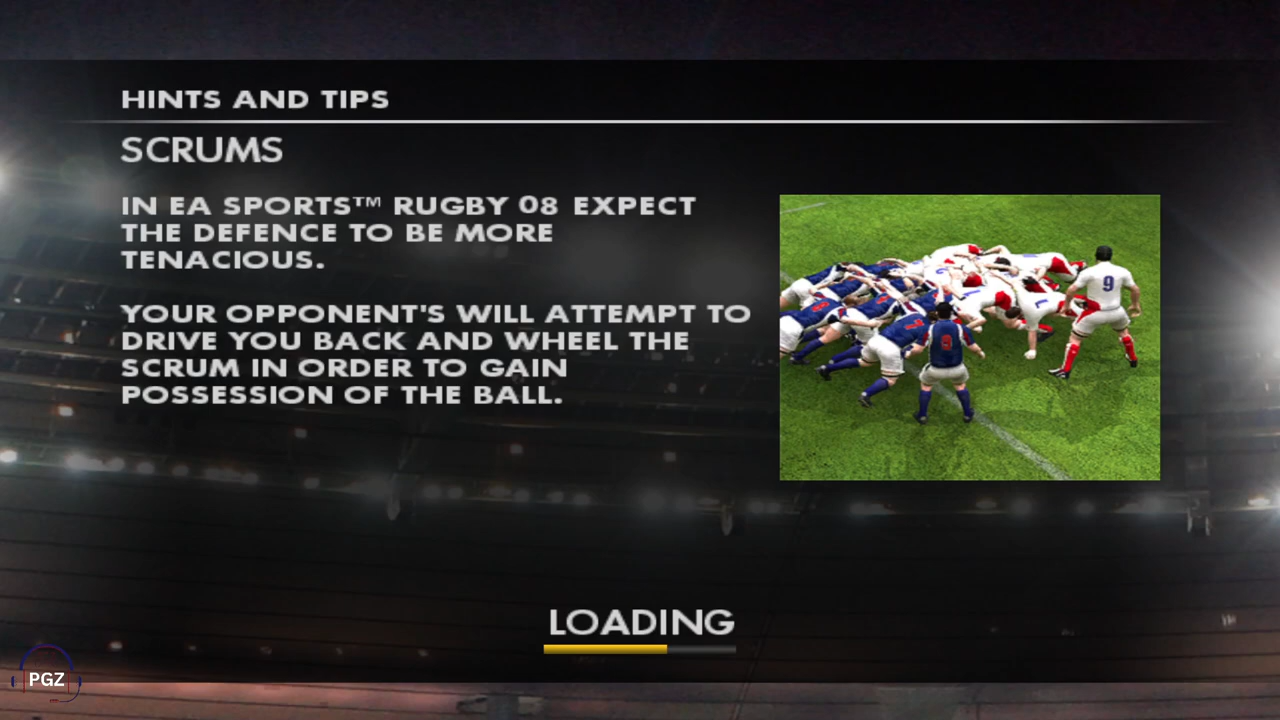 HINTS AND TIPS
SCRUMS
IN EA SPORTS™ RUGBY 08 EXPECT
THE DEFENCE TO BE MORE
TENACIOUS.
YOUR OPPONENT'S WILL ATTEMPT TO
DRIVE YOU BACK AND WHEEL THE
SCRUM IN ORDER TO GAIN
POSSESSION OF THE BALL.
9
9
LOADING
PGZ